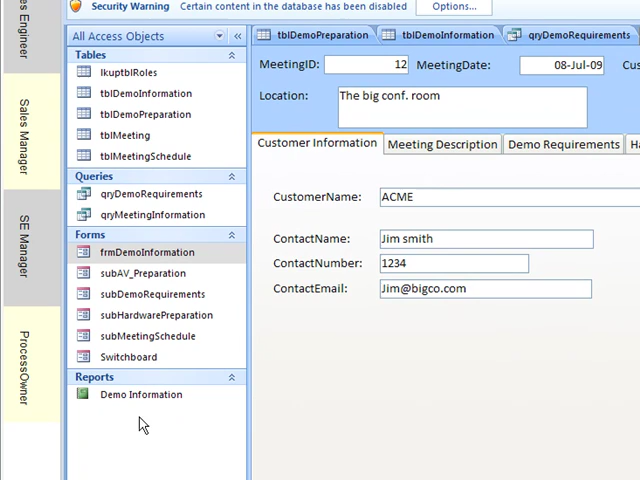 Security Warning Certain content in the database has been disabled Options...
All Access Objects
Tables
lkuptblRoles
tblDemoInformation
tblDemoPreparation
tblMeeting
tblMeetingSchedule
Queries
qryDemoRequirements
qryMeetingInformation
Forms
frmDemoInformation
subAV_Preparation
subDemoRequirements
subHardwarePreparation
subMeetingSchedule
Switchboard
Reports
Demo Information
tblDemoPreparation tblDemoInformation qryDemoRequirements
MeetingID: 12 MeetingDate: 08-Jul-09 Cus
Location: The big conf. room
Customer Information Meeting Description Demo Requirements Ha
CustomerName: ACME
ContactName: Jim smith
ContactNumber: 1234
ContactEmail: Jim@bigco.com
s Engineer
Sales Manager
SE Manager
ProcessOwner